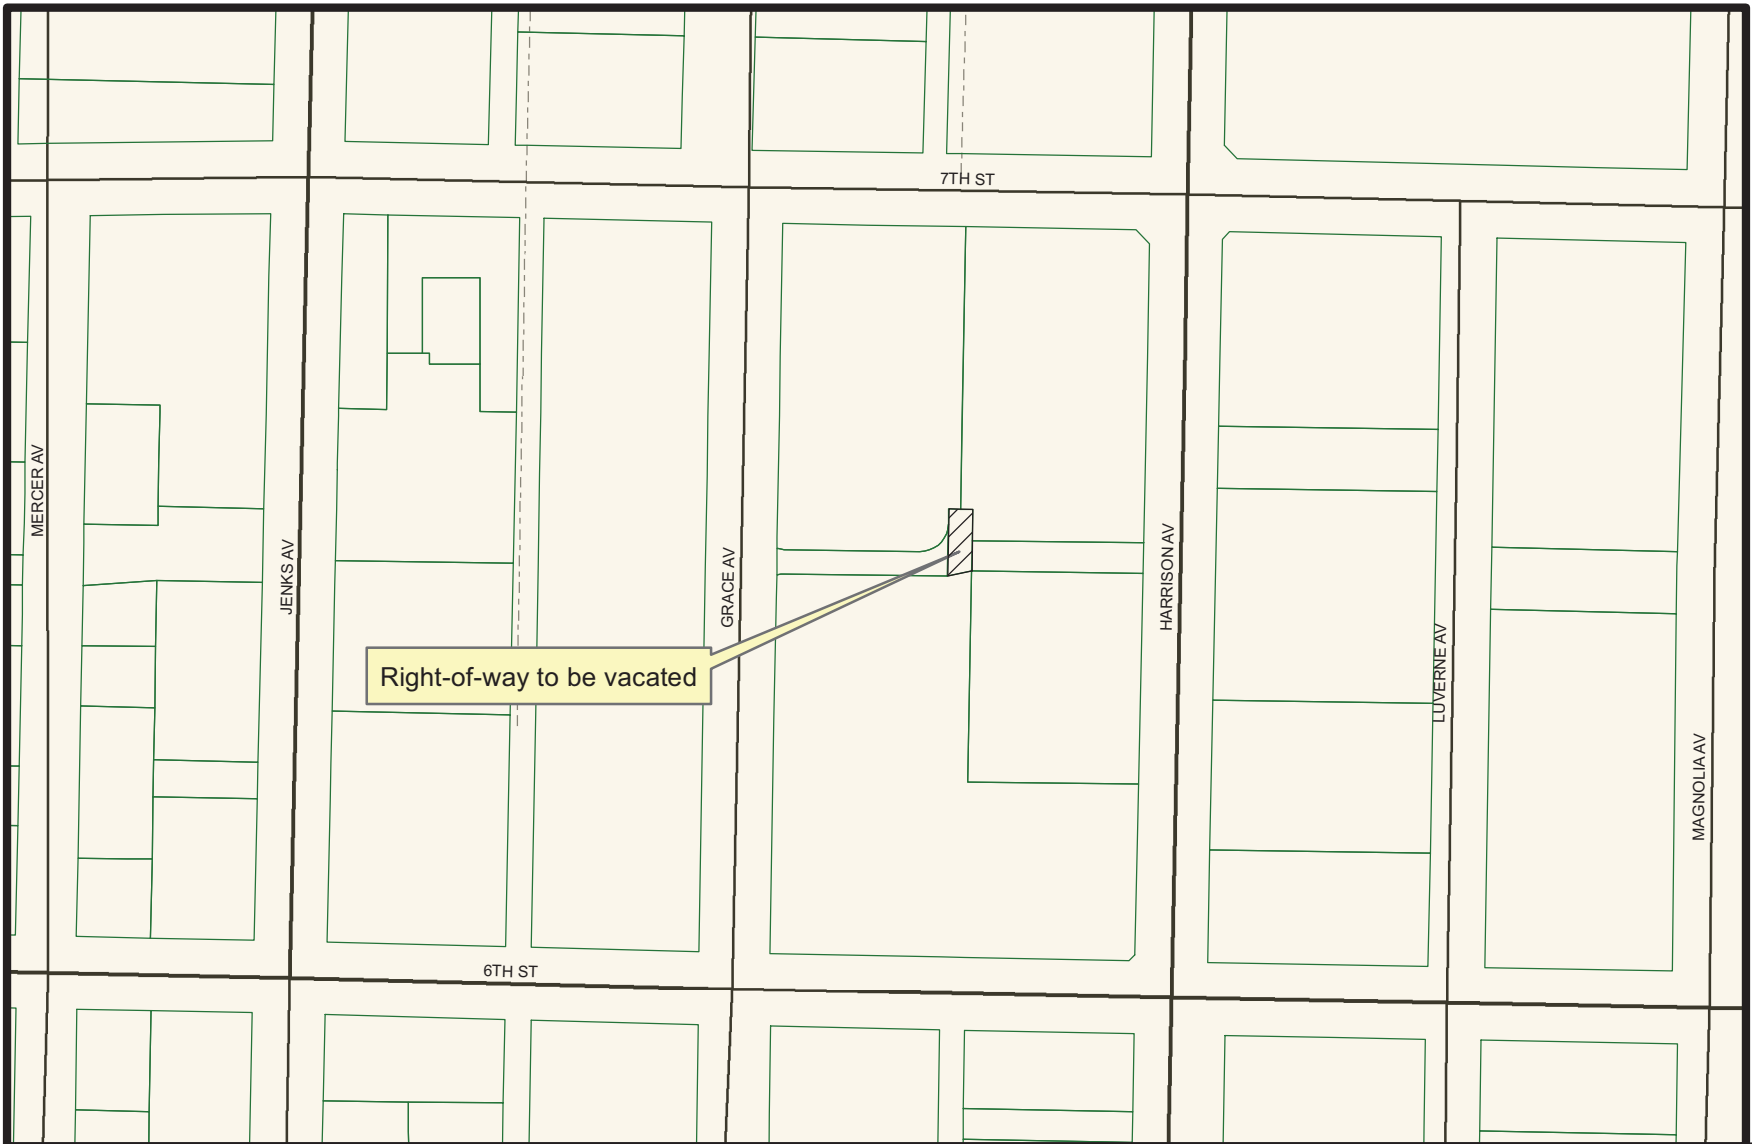 7TH ST
MERCER AV
JENKS AV
GRACE AV
HARRISON AV
LUVERNE AV
MAGNOLIA AV
Right-of-way to be vacated
6TH ST